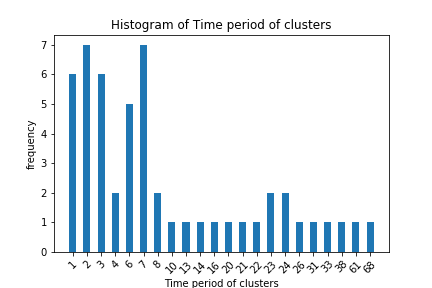 Histogram of Time period of clusters
7
6
5
4
3
2
1
0
frequency
1 2 3 4 6 7 8 10 13 14 16 20 21 22 23 24 26 31 33 38 61 68
Time period of clusters